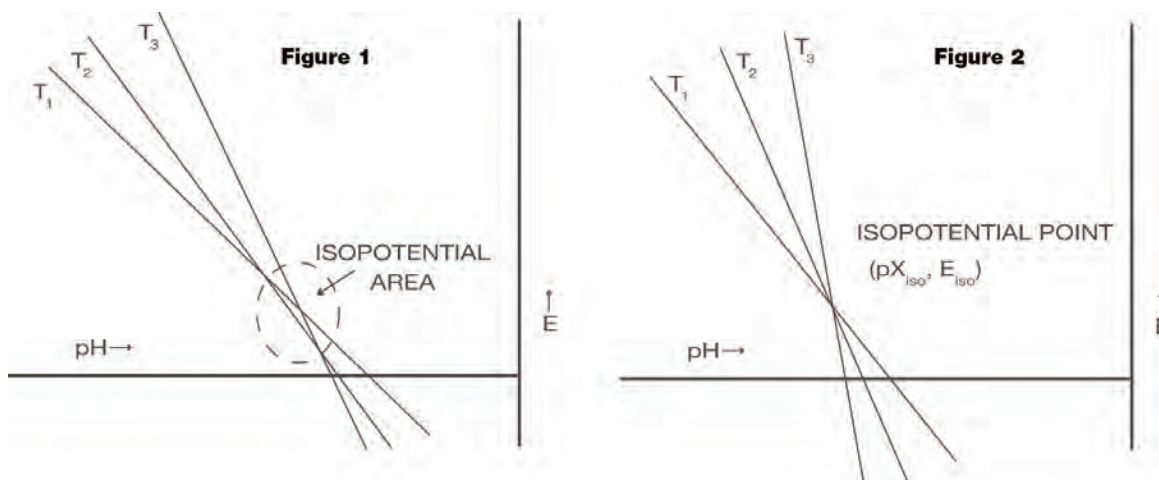 Figure 1
T3
T2
T1
ISOPOTENTIAL
AREA
↑
E
pH→
Figure 2
T3
T2
T1
ISOPOTENTIAL POINT
(pXiso, Eiso)
pH→
↑
E